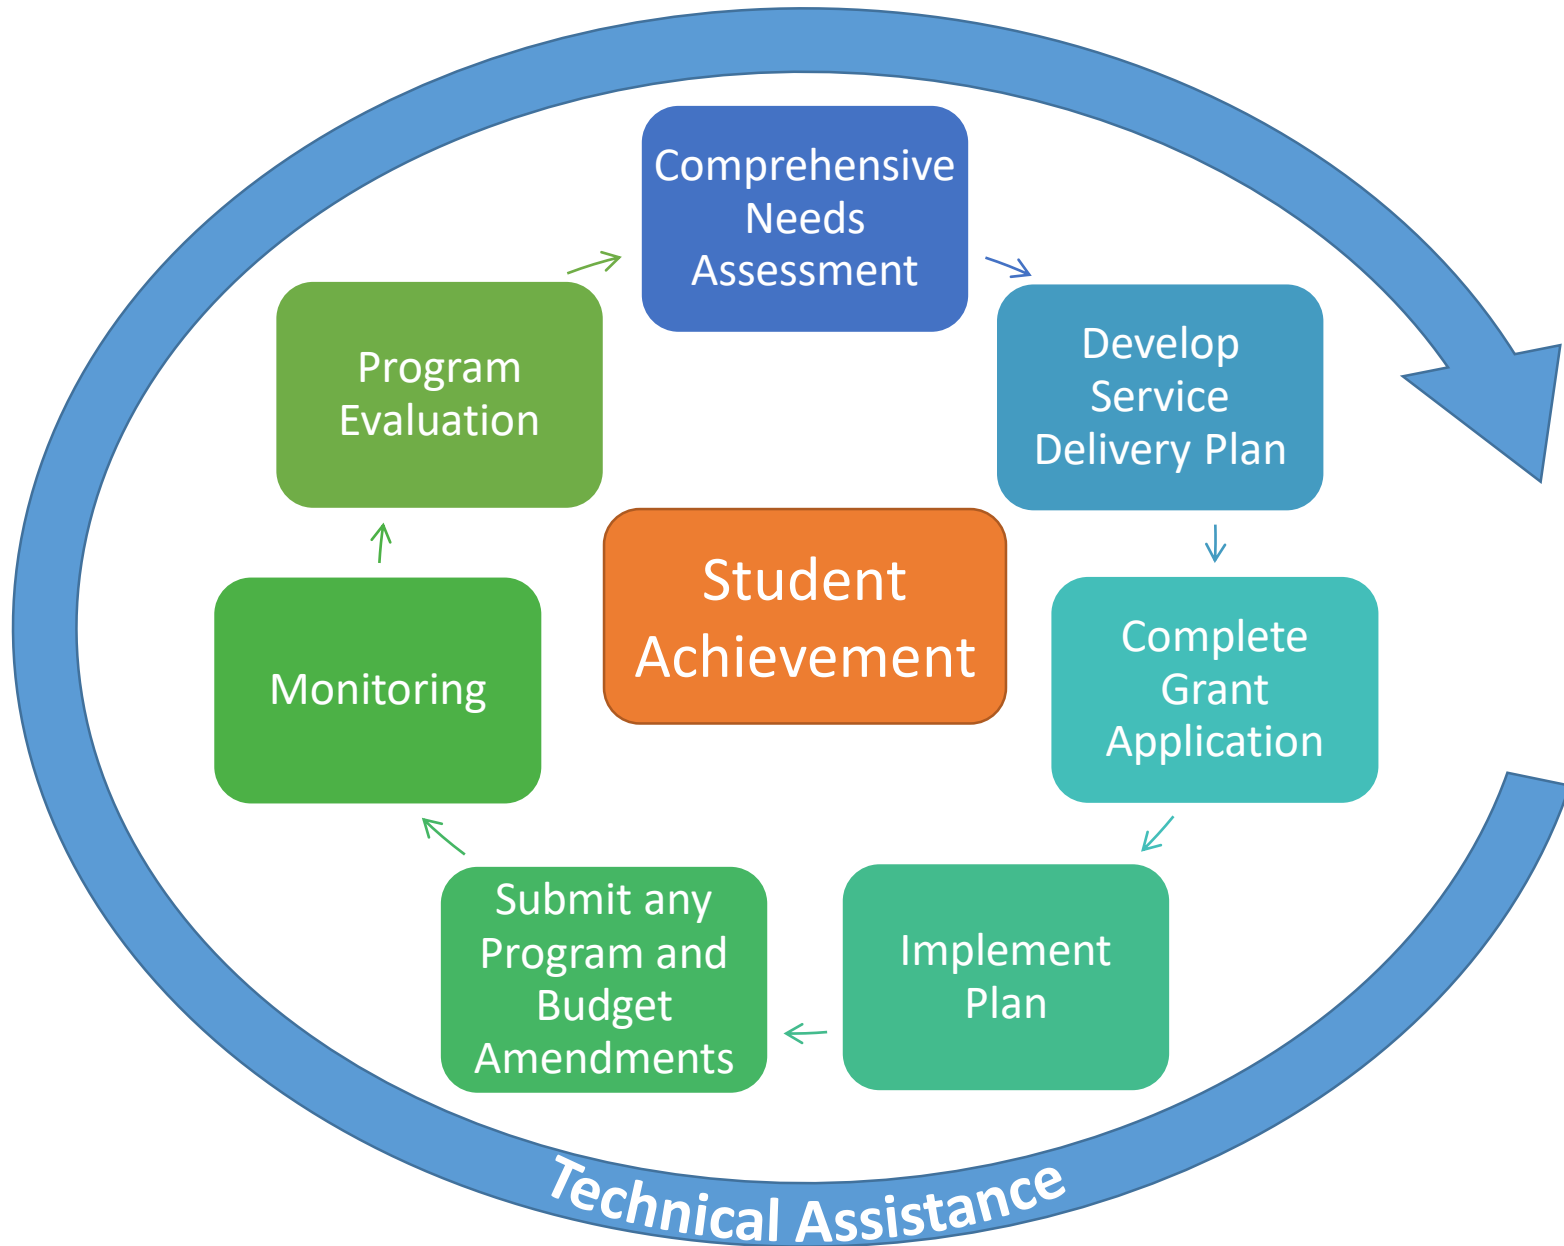 Comprehensive
Needs
Assessment
Develop
Service
Delivery Plan
Complete
Grant
Application
Implement
Plan
Submit any
Program and
Budget
Amendments
Monitoring
Program
Evaluation
Student
Achievement
Technical Assistance